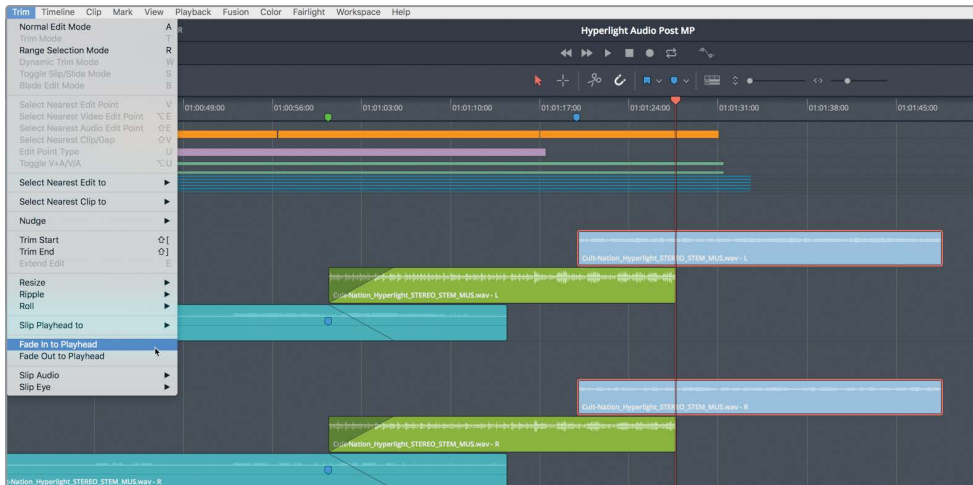 Trim Timeline Clip Mark View Playback Fusion Color Fairlight Workspace Help
Normal Edit Mode A
Trim Mode T
Range Selection Mode R
Dynamic Trim Mode W
Toggle Slip/Slide Mode S
Blade Edit Mode B
Select Nearest Edit Point V
Select Nearest Video Edit Point ⌥E
Select Nearest Audio Edit Point ⇧E
Select Nearest Clip/Gap ⇧V
Edit Point Type U
Toggle V+A/V/A ⌥U
Select Nearest Edit to
Select Nearest Clip to
Nudge
Trim Start ⇧[
Trim End ⇧]
Extend Edit E
Resize
Ripple
Roll
Slip Playhead to
Fade In to Playhead
Fade Out to Playhead
Slip Audio
Slip Eye
Hyperlight Audio Post MP
01:00:49:00 01:00:56:00 01:01:03:00 01:01:10:00 01:01:17:00 01:01:24:00 01:01:31:00 01:01:38:00 01:01:45:00
Cult-Nation_Hyperlight_STEREO_STEM_MUS.wav - L
Cult-Nation_Hyperlight_STEREO_STEM_MUS.wav - L
Cult-Nation_Hyperlight_STEREO_STEM_MUS.wav - R
Cult-Nation_Hyperlight_STEREO_STEM_MUS.wav - R
-Nation_Hyperlight_STEREO_STEM_MUS.wav - R